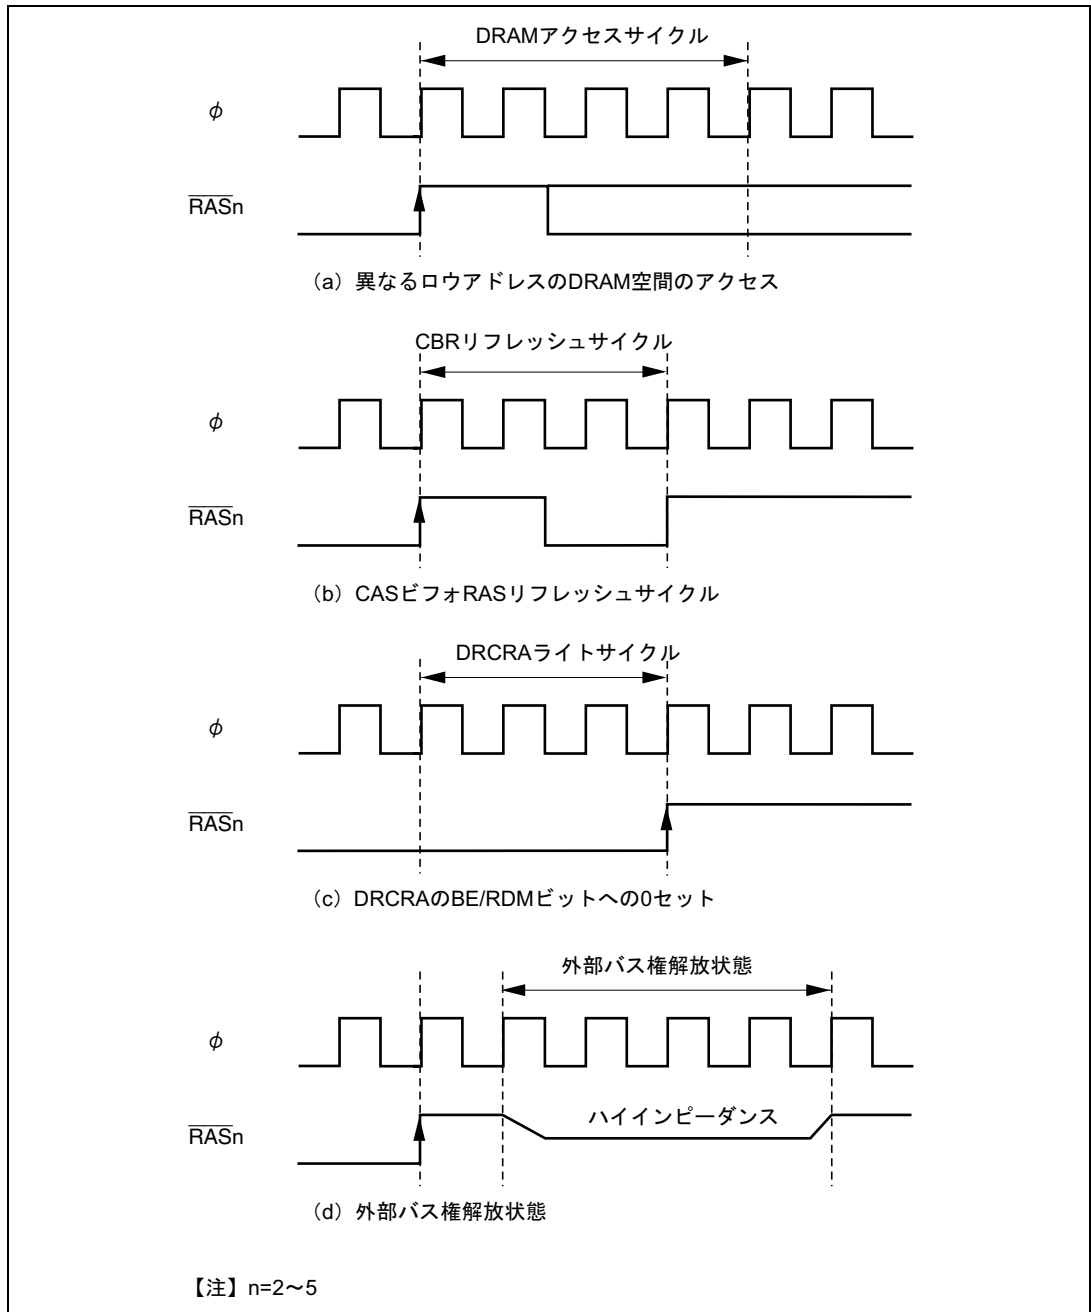 DRAMアクセスサイクル
φ
RASn
（a）異なるロウアドレスのDRAM空間のアクセス
CBRリフレッシュサイクル
φ
RASn
（b）CASビフォRASリフレッシュサイクル
DRCRAライトサイクル
φ
RASn
（c）DRCRAのBE/RDMビットへの0セット
外部バス権解放状態
φ
ハイインピーダンス
RASn
（d）外部バス権解放状態
【注】n=2～5